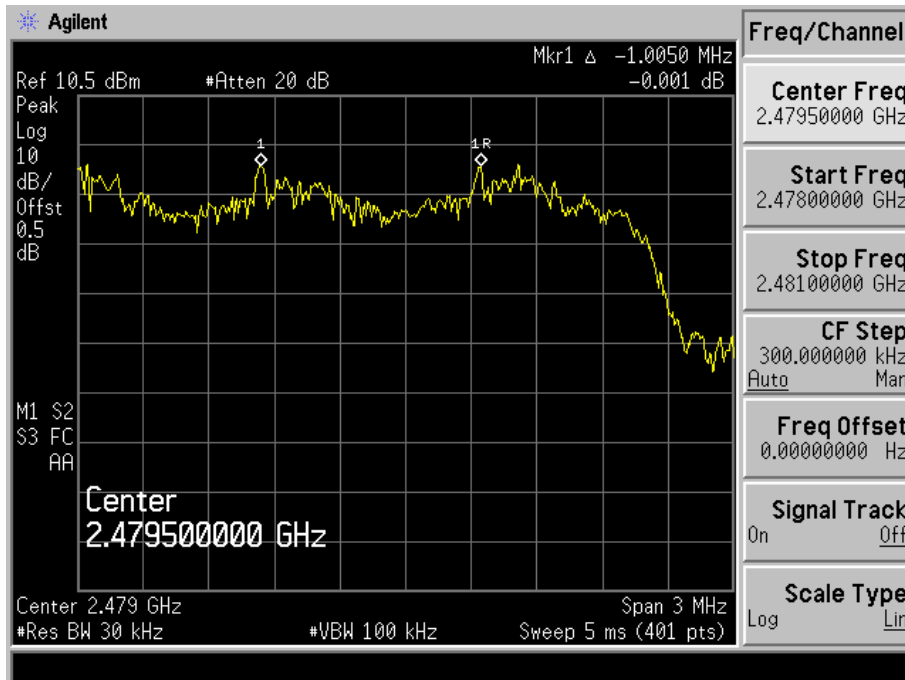 Agilent
Freq/Channel
Mkr1 Δ -1.0050 MHz
Ref 10.5 dBm #Atten 20 dB -0.001 dB
Peak
Log
10
dB/
Offst
0.5
dB
1
1R
M1 S2
S3 FC
AA
Center
2.479500000 GHz
Center 2.479 GHz Span 3 MHz
#Res BW 30 kHz #VBW 100 kHz Sweep 5 ms (401 pts)
Center Freq
2.47950000 GHz
Start Freq
2.47800000 GHz
Stop Freq
2.48100000 GHz
CF Step
300.000000 kHz
Auto Man
Freq Offset
0.00000000 Hz
Signal Track
On Off
Scale Type
Log Lin